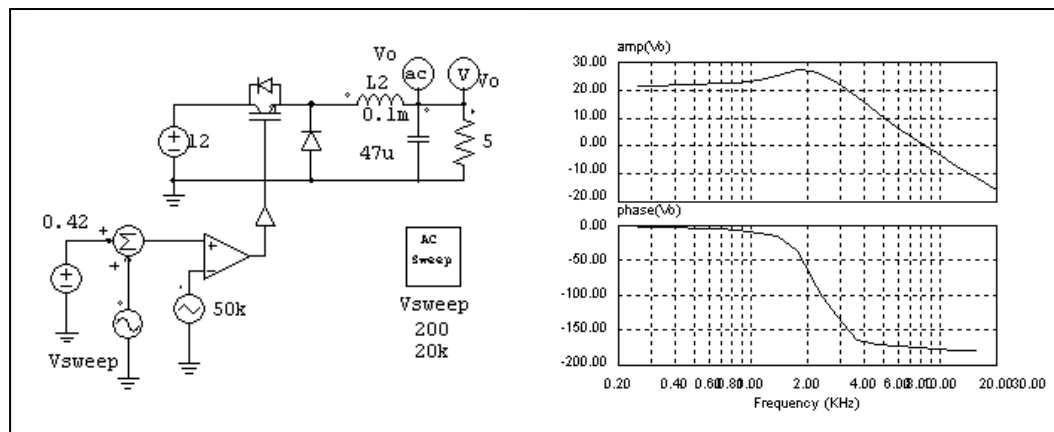 Vo
ac
V
Vo
L2
0.1m
12
47u
5
0.42
Σ
50k
Vsweep
AC
Sweep
Vsweep
200
20k
amp(Vo)
30.00
20.00
10.00
0.00
-10.00
-20.00
phase(Vo)
0.00
-50.00
-100.00
-150.00
-200.00
0.20 0.40 0.60 0.80 1.00 2.00 4.00 6.00 8.00 10.00 20.00 30.00
Frequency (KHz)